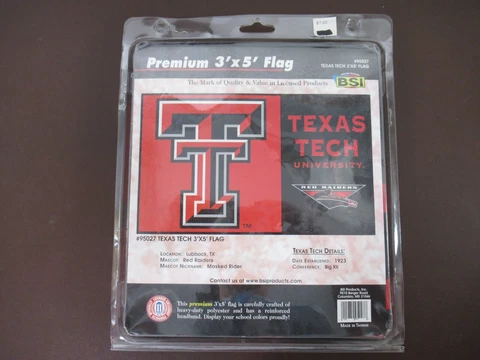 Premium 3'x5' Flag
#95027
TEXAS TECH 3'X5' FLAG
The Mark of Quality & Value in Licensed Products
BSI
TEXAS
TECH
UNIVERSITY.
RED RAIDERS
TM
#95027 TEXAS TECH 3'X5' FLAG
Location: Lubbock, TX
Mascot: Red Raiders
Mascot Nickname: Masked Rider
Texas Tech Details:
Date Established: 1923
Conference: Big XII
Visit us at www.bsiproducts.com
This premium 3'x5' flag is carefully crafted of
heavy-duty polyester and has a reinforced
headband. Display your school colors proudly!
BSI Products, Inc.
Made in Taiwan